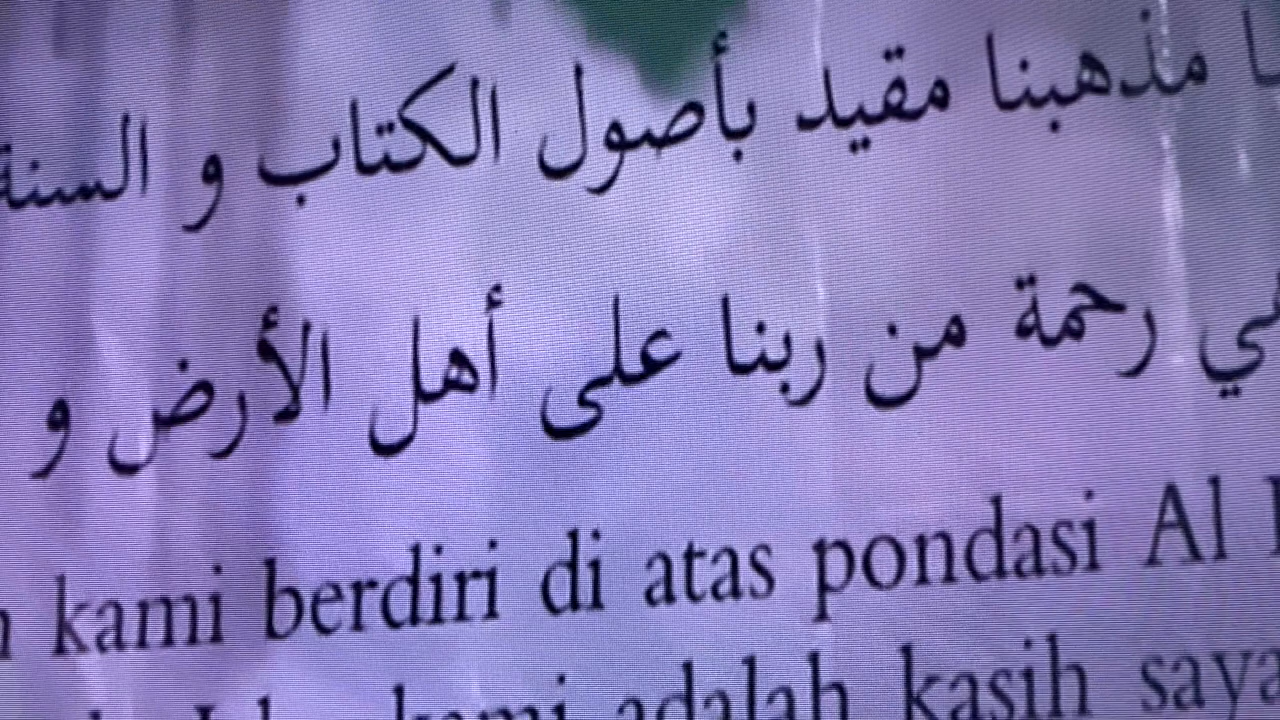 مذهبنا مقيد بأصول الكتاب و السنة
رحمة من ربنا على أهل الأرض و
kami berdiri di atas pondasi Al
kami adalah kasih